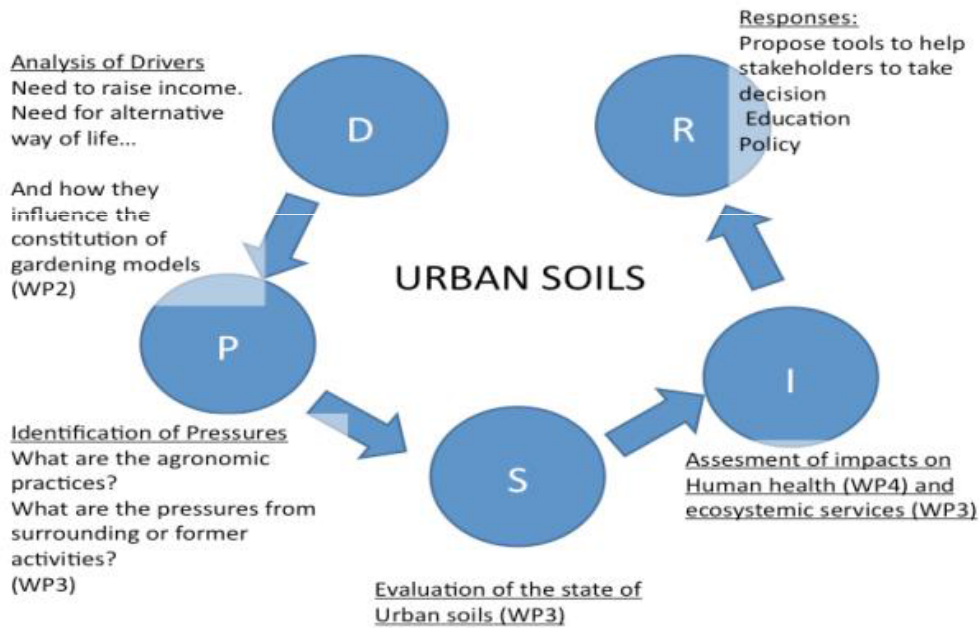 Analysis of Drivers
Need to raise income.
Need for alternative
way of life...
And how they
influence the
constitution of
gardening models
(WP2)
D
R
Responses:
Propose tools to help
stakeholders to take
decision
Education
Policy
URBAN SOILS
P
I
S
Identification of Pressures
What are the agronomic
practices?
What are the pressures from
surrounding or former
activities?
(WP3)
Evaluation of the state of
Urban soils (WP3)
Assesment of impacts on
Human health (WP4) and
ecosystemic services (WP3)